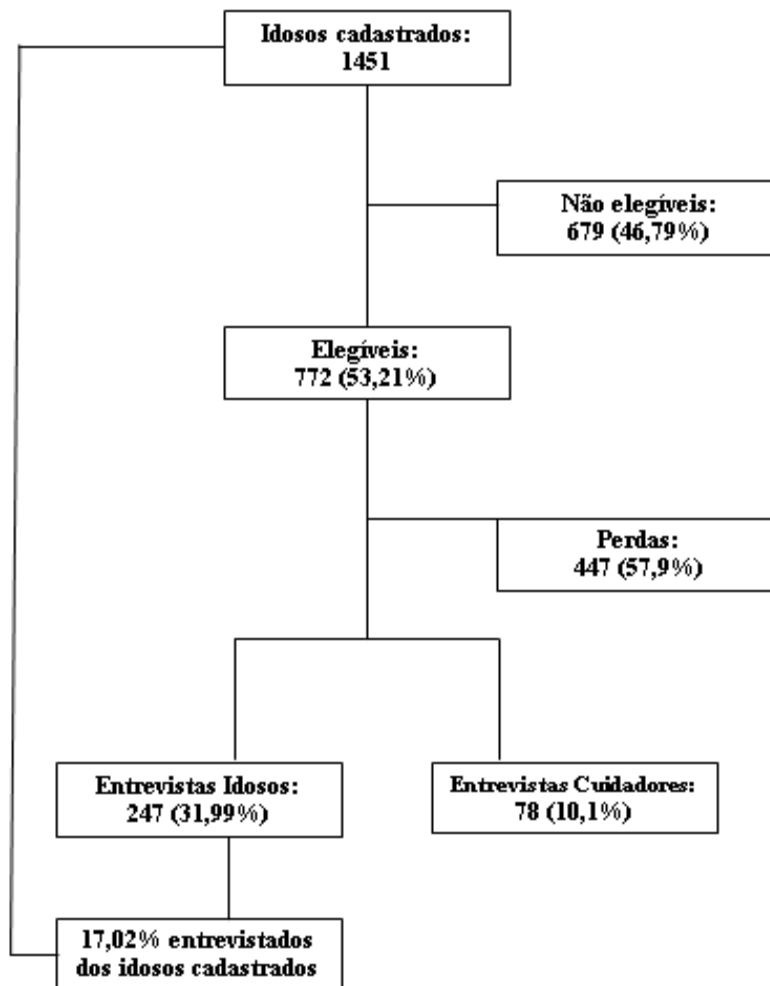 Idosos cadastrados:
1451
Não elegíveis:
679 (46,79%)
Elegíveis:
772 (53,21%)
Perdas:
447 (57,9%)
Entrevistas Idosos:
247 (31,99%)
Entrevistas Cuidadores:
78 (10,1%)
17,02% entrevistados
dos idosos cadastrados